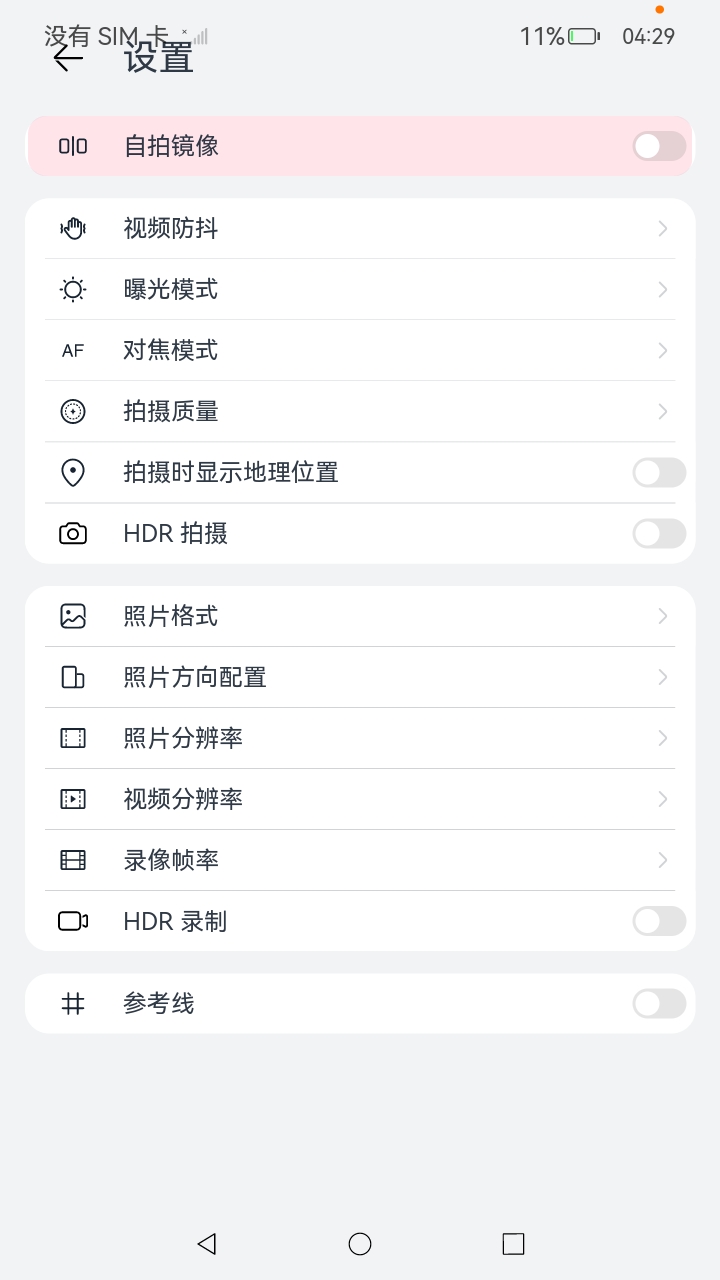 没有 SIM 卡
11%
04:29
设置
自拍镜像
视频防抖
曝光模式
AF 对焦模式
拍摄质量
拍摄时显示地理位置
HDR 拍摄
照片格式
照片方向配置
照片分辨率
视频分辨率
录像帧率
HDR 录制
参考线